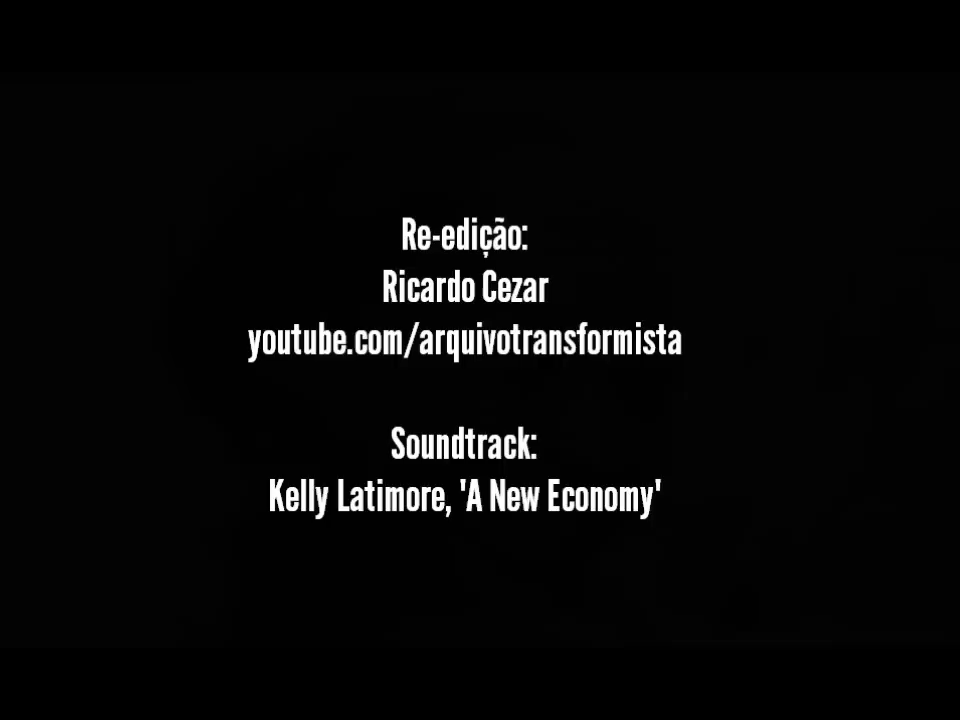 Re-edição:
Ricardo Cezar
youtube.com/arquivotransformista
Soundtrack:
Kelly Latimore, 'A New Economy'